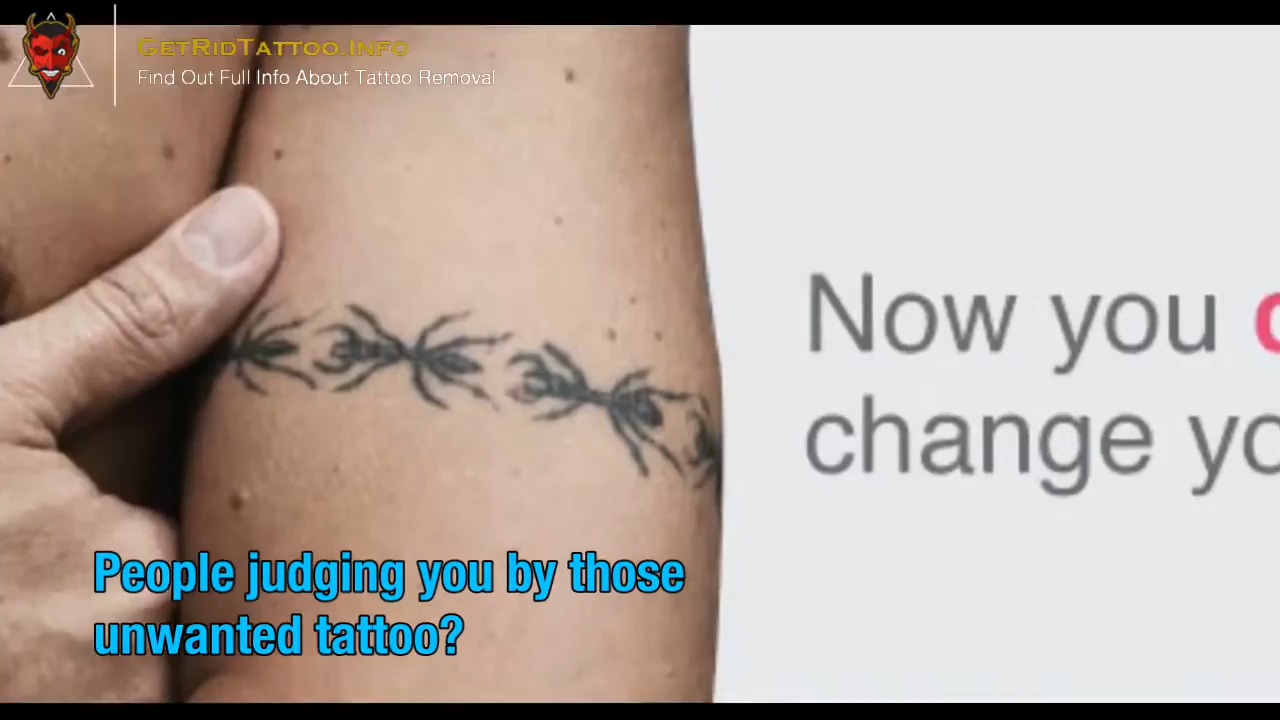 GetRidTattoo.Info
Find Out Full Info About Tattoo Removal
Now you
change yo
People judging you by those
unwanted tattoo?